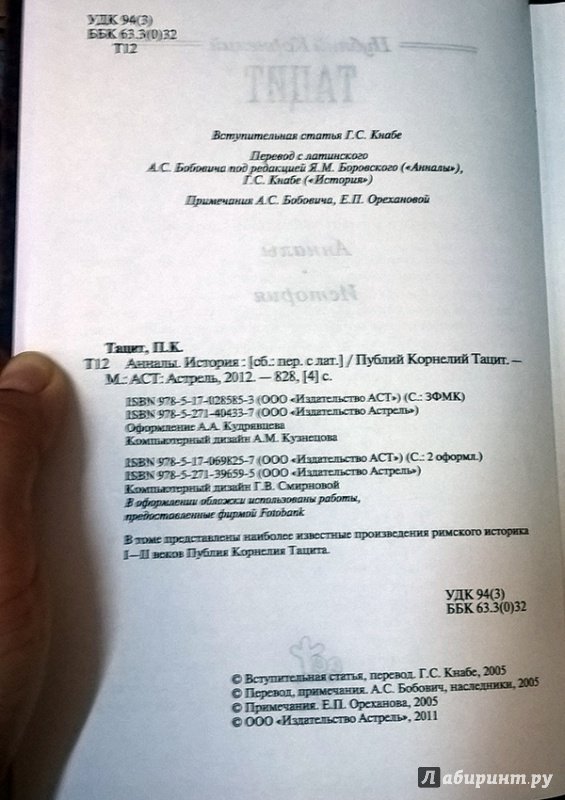 УДК 94(3)
ББК 63.3(0)32
Т12
Публий Корнелий
ТАЦИТ
Вступительная статья Г.С. Кнабе
Перевод с латинского
А.С. Бобовича под редакцией Я.М. Боровского («Анналы»),
Г.С. Кнабе («История»)
Примечания А.С. Бобовича, Е.П. Орехановой
Анналы
История
Тацит, П.К.
Т12 Анналы. История : [сб.: пер. с лат.] / Публий Корнелий Тацит. —
М.: АСТ: Астрель, 2012. — 828, [4] с.
ISBN 978-5-17-028585-3 (ООО «Издательство АСТ») (С.: ЗФМК)
ISBN 978-5-271-40433-7 (ООО «Издательство Астрель»)
Оформление А.А. Кудрявцева
Компьютерный дизайн А.М. Кузнецова
ISBN 978-5-17-069825-7 (ООО «Издательство АСТ») (С.: 2 оформл.)
ISBN 978-5-271-39659-5 (ООО «Издательство Астрель»)
Компьютерный дизайн Г.В. Смирновой
В оформлении обложки использованы работы,
предоставленные фирмой Fotobank
В томе представлены наиболее известные произведения римского историка
I—II веков Публия Корнелия Тацита.
УДК 94(3)
ББК 63.3(0)32
© Вступительная статья, перевод. Г.С. Кнабе, 2005
© Перевод, примечания. А.С. Бобович, наследники, 2005
© Примечания. Е.П. Ореханова, 2005
© ООО «Издательство Астрель», 2011
Лабиринт.ру